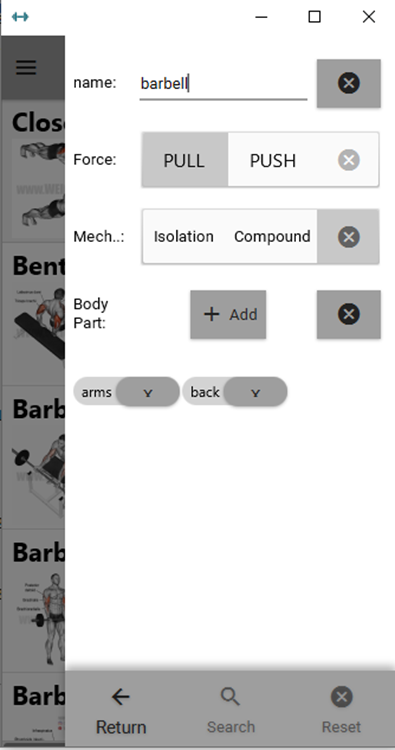 name:
barbell
Force:
PULL
PUSH
Mech..:
Isolation
Compound
Body
Part:
+ Add
arms
back
Clos
Bent
Barb
Barb
Barb
Return
Search
Reset